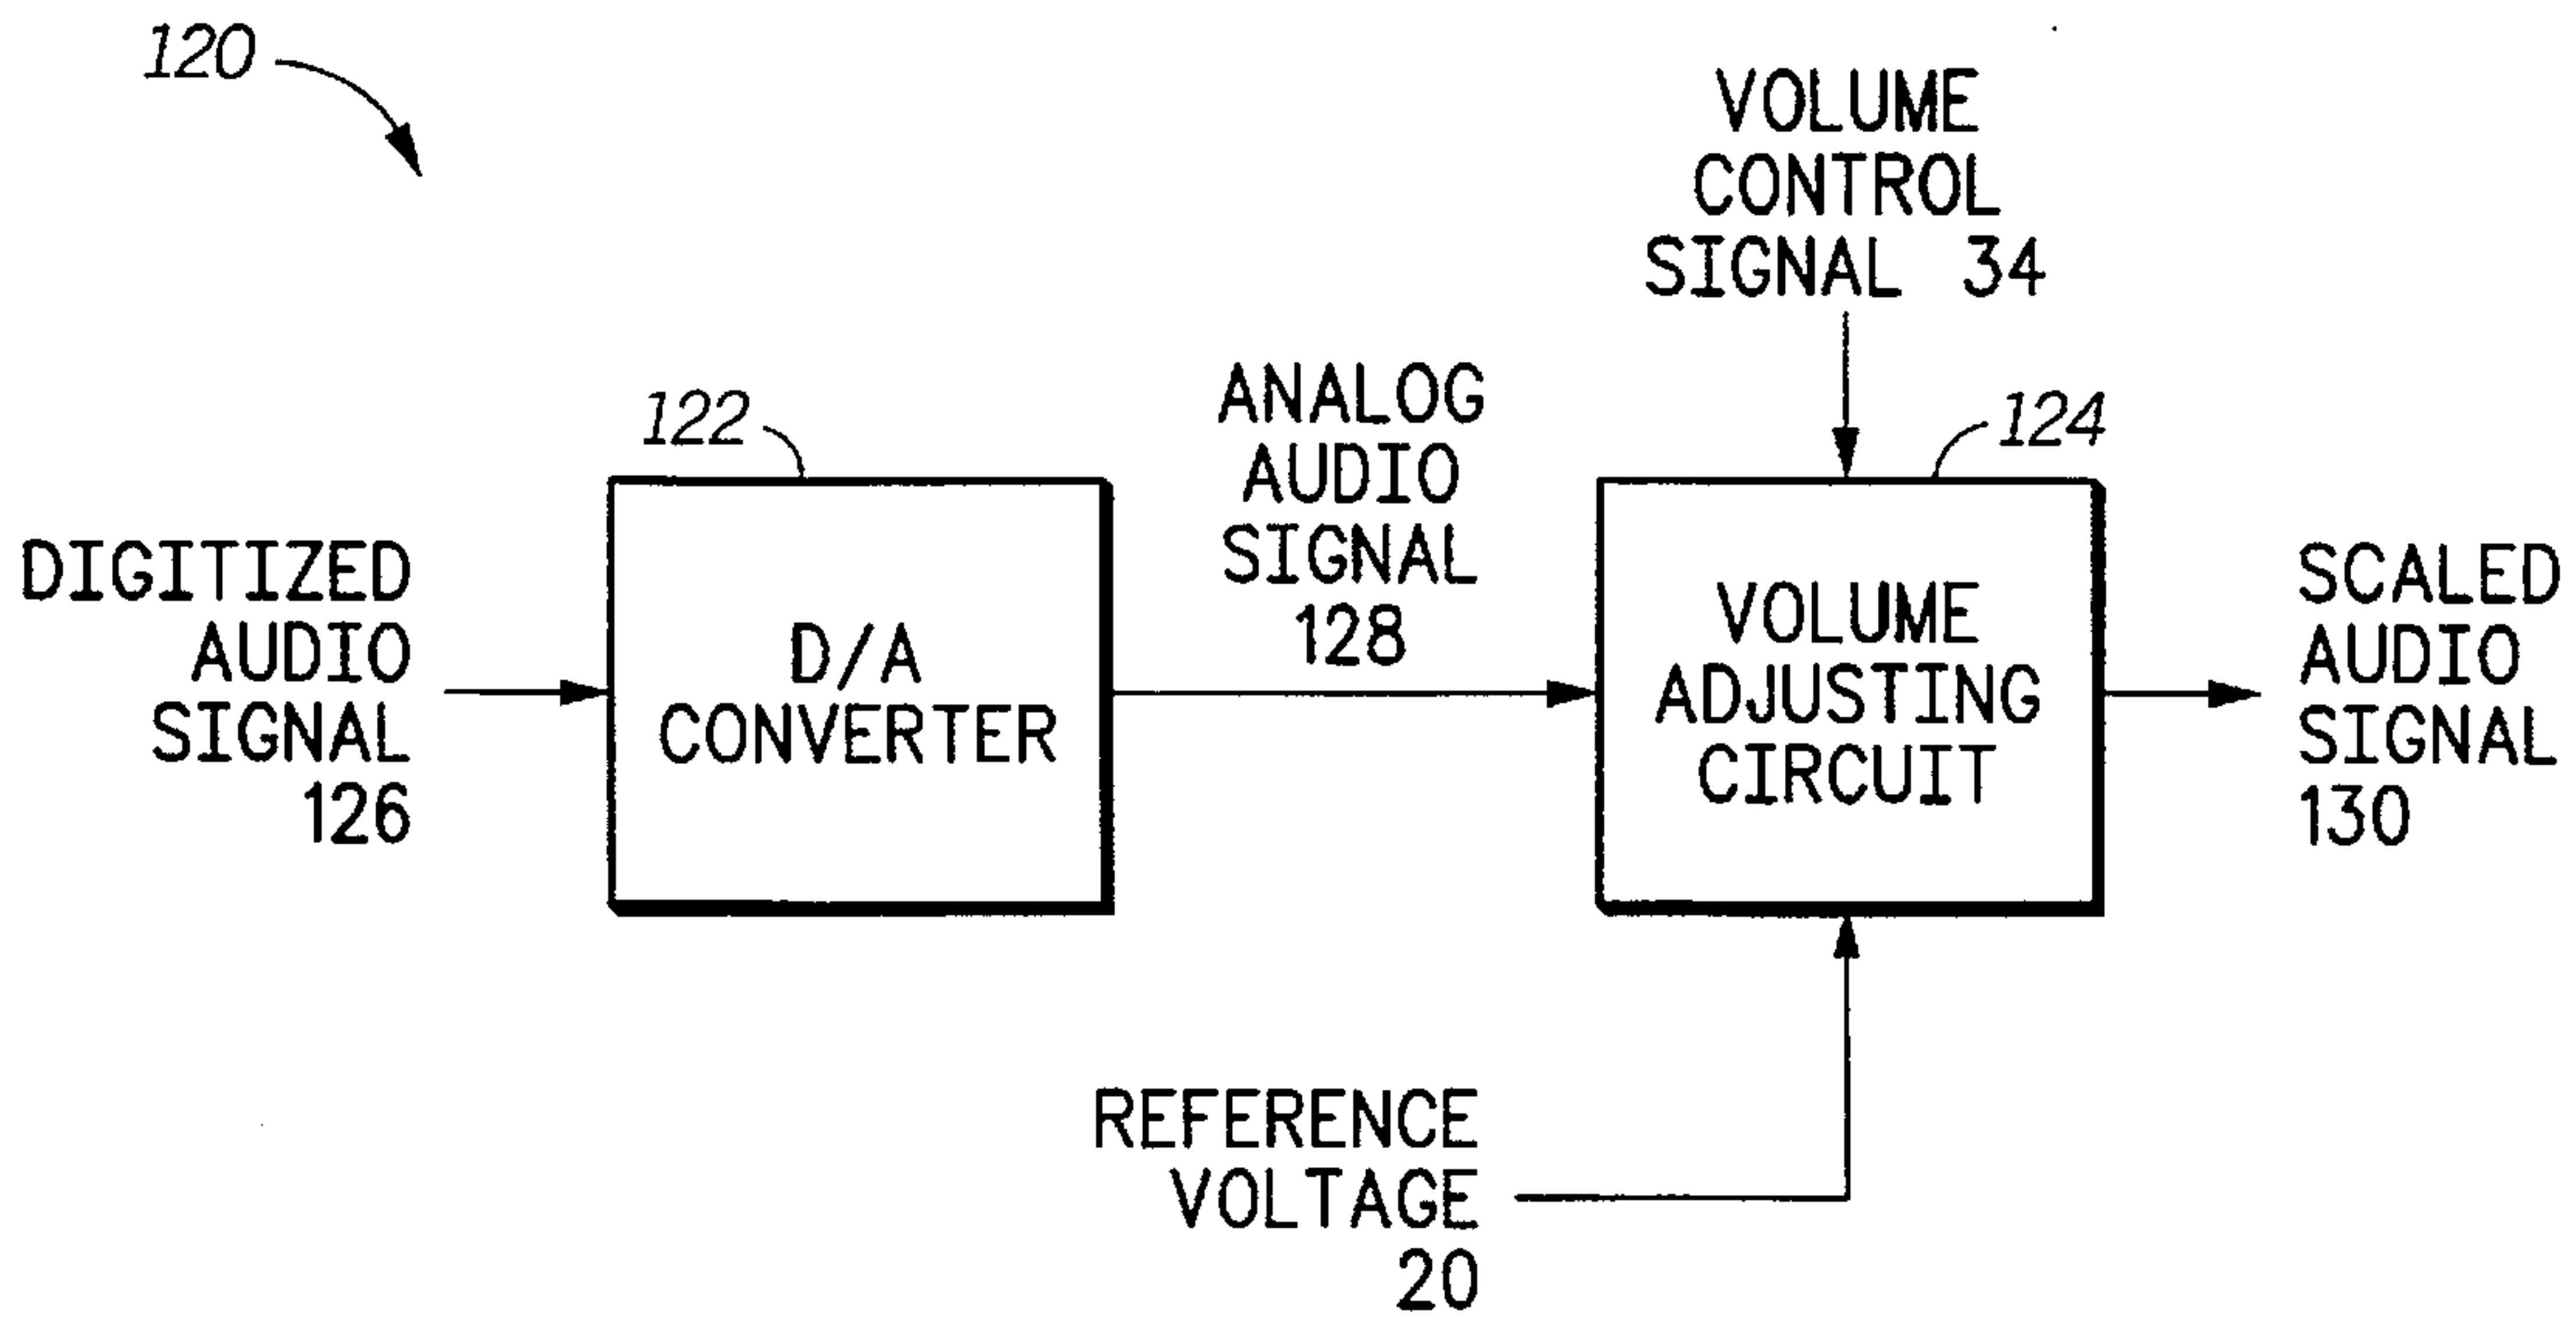 120
VOLUME
CONTROL
SIGNAL 34
122
ANALOG
AUDIO
SIGNAL
128
124
DIGITIZED
AUDIO
SIGNAL
126
D/A
CONVERTER
VOLUME
ADJUSTING
CIRCUIT
SCALED
AUDIO
SIGNAL
130
REFERENCE
VOLTAGE
20